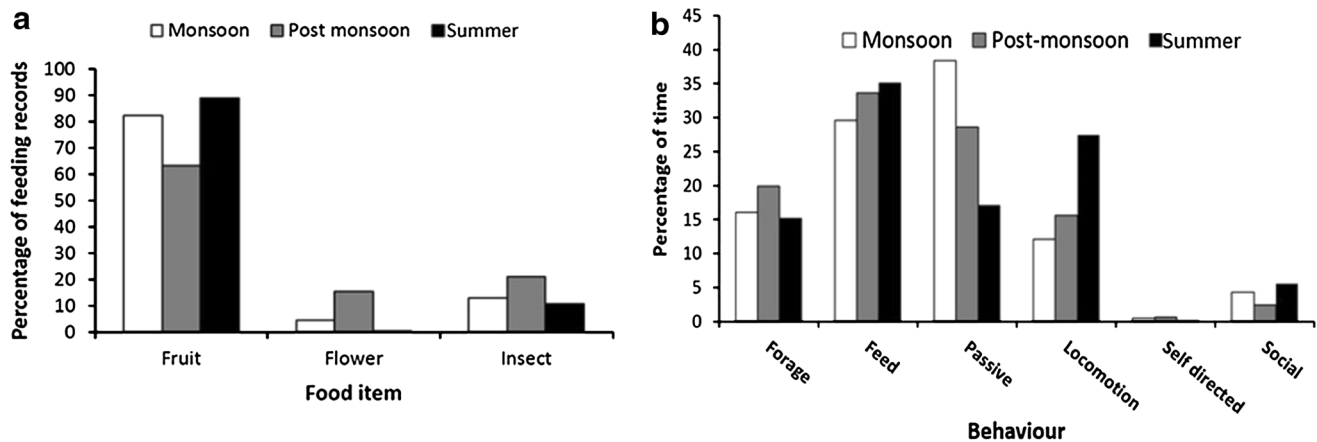 a
Monsoon Post monsoon Summer
Percentage of feeding records
100
90
80
70
60
50
40
30
20
10
0
Fruit Flower Insect
Food item
b
Monsoon Post-monsoon Summer
Percentage of time
45
40
35
30
25
20
15
10
5
0
Forage Feed Passive Locomotion Self directed Social
Behaviour